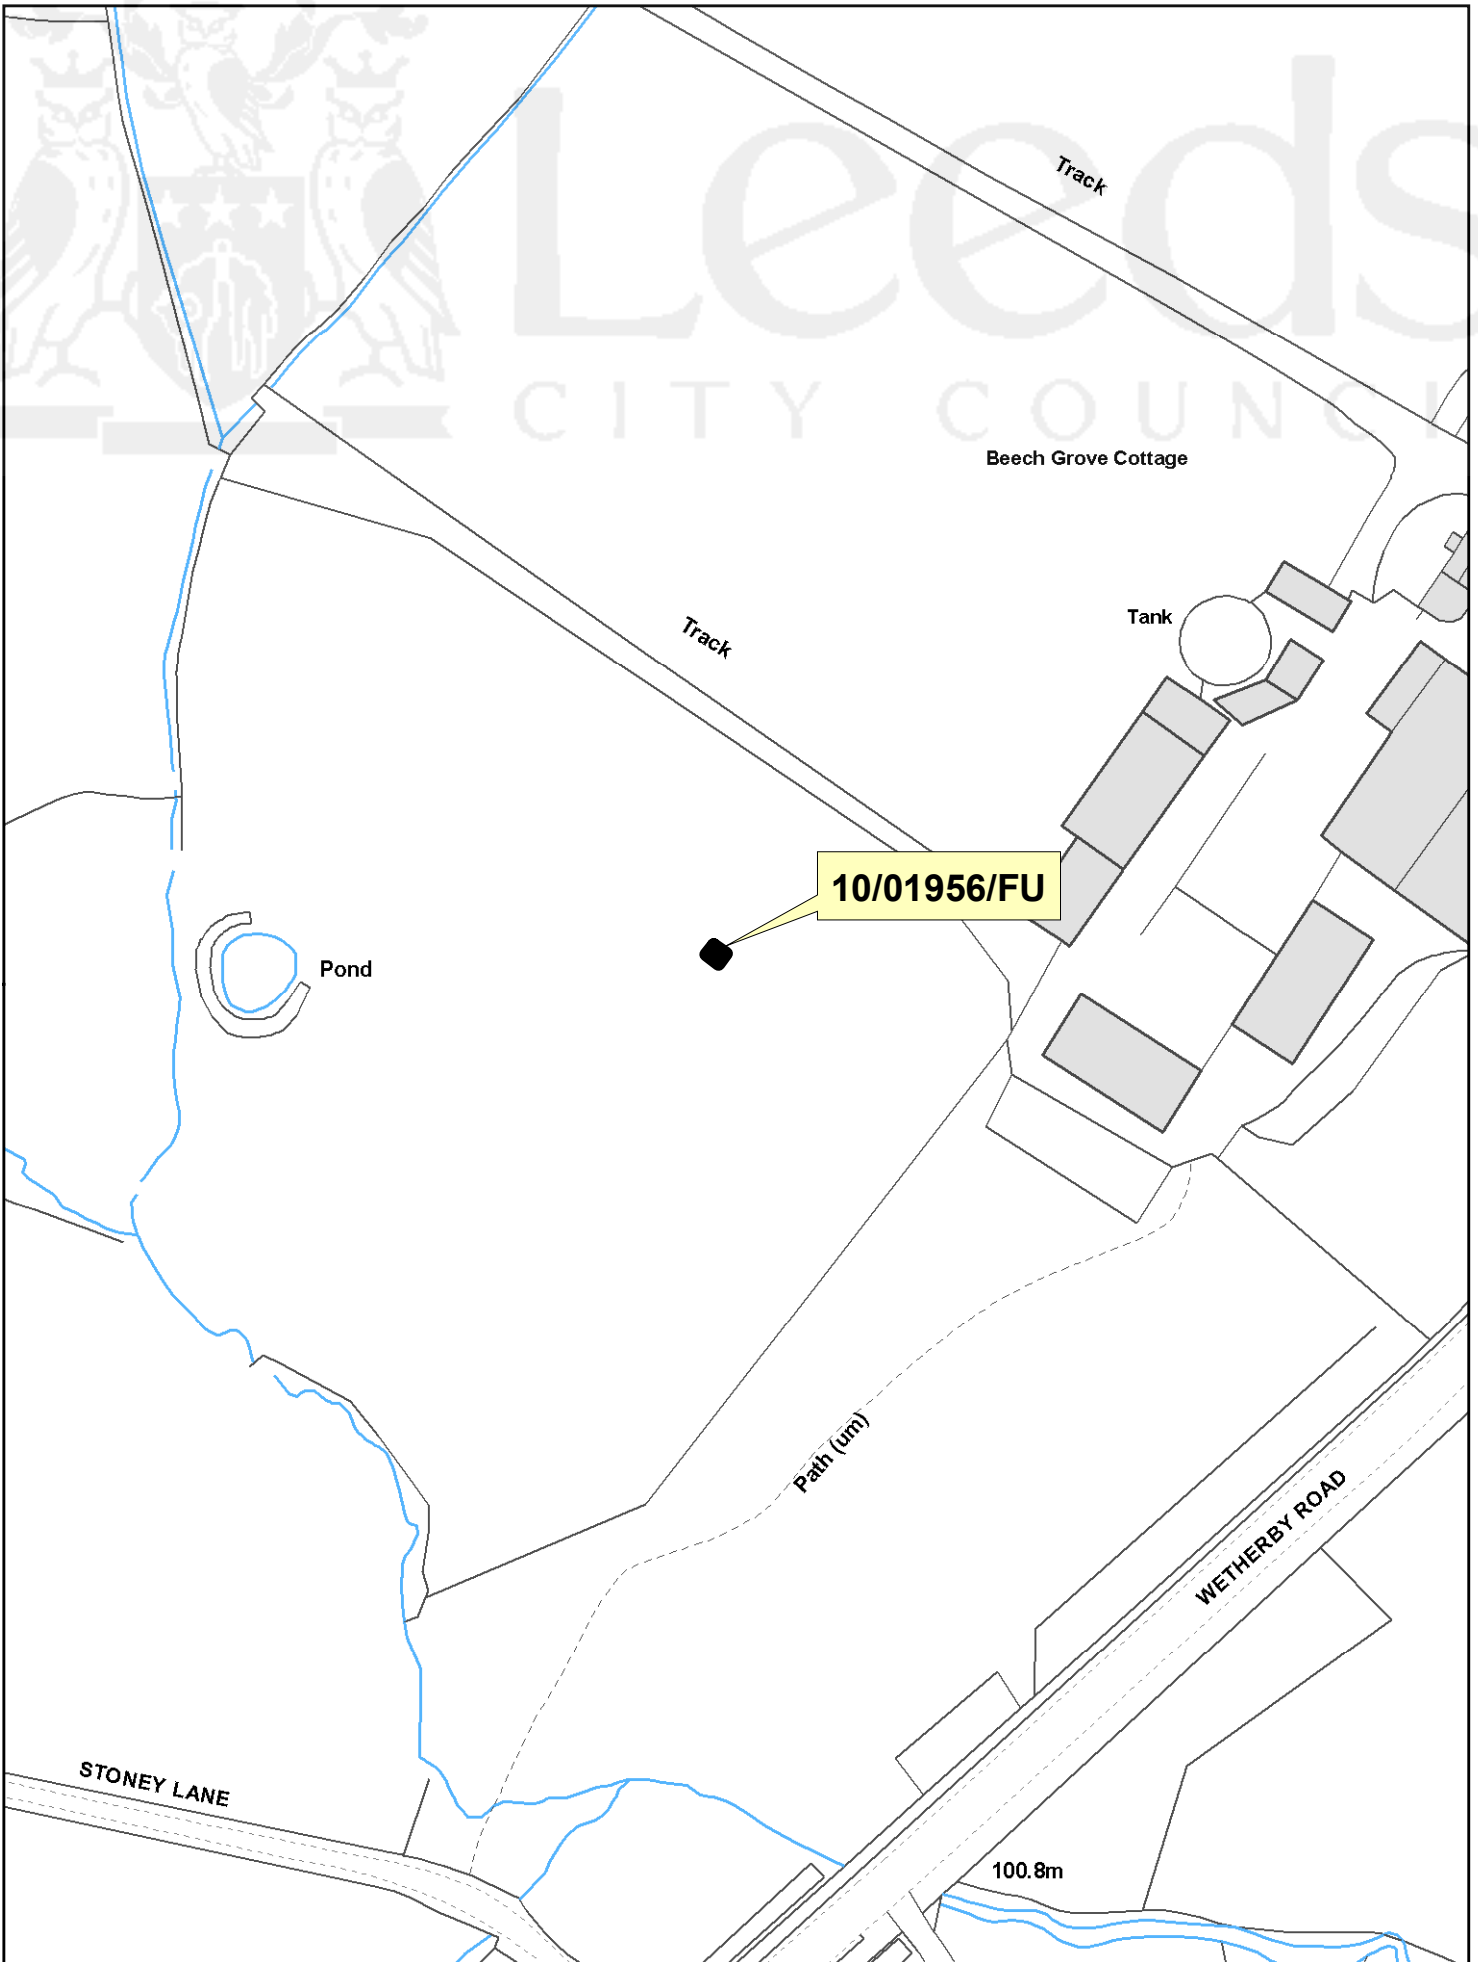 Leeds
CITY COUNCI
Track
Beech Grove Cottage
Tank
Track
10/01956/FU
Pond
Path (um)
WETHERBY ROAD
STONEY LANE
100.8m